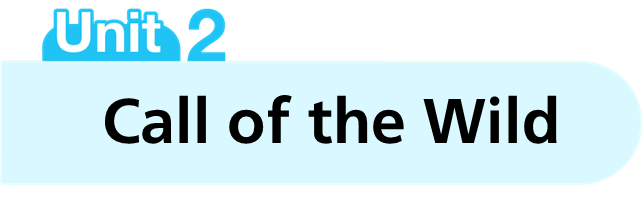 Unit 2
Call of the Wild